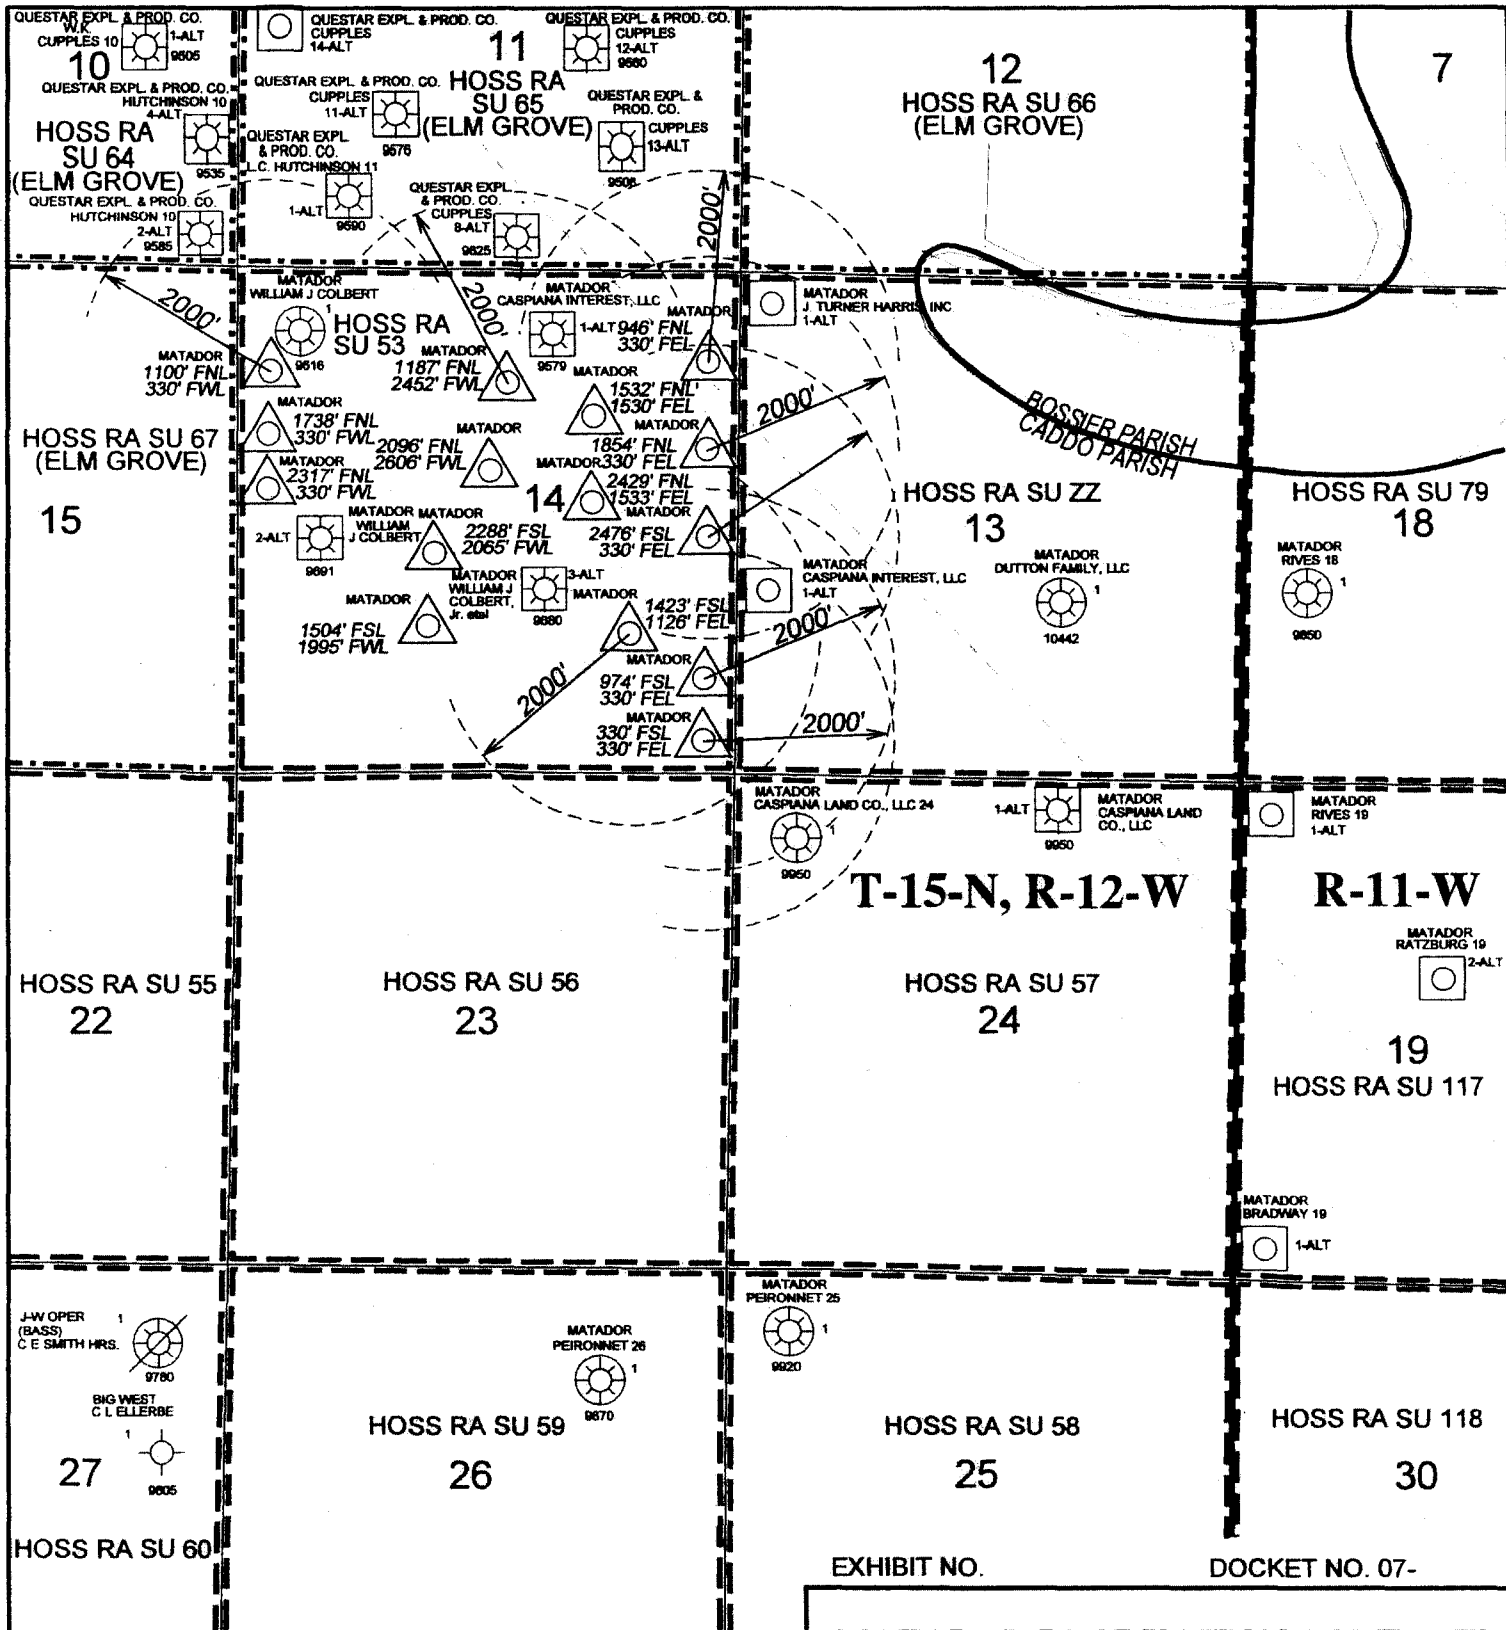 QUESTAR EXPL. & PROD. CO.
W.K.
CUPPLES 10
1-ALT
9605
10
QUESTAR EXPL. & PROD. CO.
HUTCHINSON 10
4-ALT
9535
HOSS RA
SU 64
(ELM GROVE)
QUESTAR EXPL. & PROD. CO.
HUTCHINSON 10
2-ALT
9585
QUESTAR EXPL. & PROD. CO.
CUPPLES
14-ALT
11
HOSS RA
SU 65
(ELM GROVE)
QUESTAR EXPL. & PROD. CO.
CUPPLES
12-ALT
9560
QUESTAR EXPL. & PROD. CO.
CUPPLES
11-ALT
9576
QUESTAR EXPL. &
PROD. CO.
CUPPLES
13-ALT
QUESTAR EXPL.
& PROD. CO.
L.C. HUTCHINSON 11
1-ALT
9590
QUESTAR EXPL.
& PROD. CO.
CUPPLES
8-ALT
9625
2000'
12
HOSS RA SU 66
(ELM GROVE)
7
2000'
MATADOR
1100' FNL
330' FWL
MATADOR
WILLIAM J COLBERT
1
9616
HOSS RA
SU 53
2000'
MATADOR
1187' FNL
2452' FWL
MATADOR
CASPIANA INTEREST, LLC
1-ALT
9579
MATADOR
946' FNL
330' FEL
MATADOR
J. TURNER HARRIS, INC
1-ALT
MATADOR
1532' FNL
1530' FEL
MATADOR
1738' FNL
330' FWL
MATADOR
2096' FNL
2606' FWL
MATADOR
1854' FNL
330' FEL
2000'
MATADOR
2317' FNL
330' FWL
MATADOR
2429' FNL
1533' FEL
14
MATADOR
2476' FSL
330' FEL
HOSS RA SU 67
(ELM GROVE)
15
2-ALT
MATADOR
WILLIAM
J COLBERT
9691
MATADOR
2288' FSL
2065' FWL
MATADOR
WILLIAM J
COLBERT,
Jr. etal
3-ALT
9880
MATADOR
1504' FSL
1995' FWL
MATADOR
1423' FSL
1126' FEL
2000'
MATADOR
974' FSL
330' FEL
2000'
MATADOR
330' FSL
330' FEL
2000'
BOSSIER PARISH
CADDO PARISH
HOSS RA SU ZZ
13
MATADOR
CASPIANA INTEREST, LLC
1-ALT
MATADOR
DUTTON FAMILY, LLC
1
10442
HOSS RA SU 79
18
MATADOR
RIVES 18
1
9850
MATADOR
CASPIANA LAND CO., LLC 24
1
9950
1-ALT
MATADOR
CASPIANA LAND
CO., LLC
9950
MATADOR
RIVES 19
1-ALT
T-15-N, R-12-W
R-11-W
MATADOR
RATZBURG 19
2-ALT
HOSS RA SU 55
22
HOSS RA SU 56
23
HOSS RA SU 57
24
19
HOSS RA SU 117
MATADOR
BRADWAY 19
1-ALT
J-W OPER
(BASS)
C E SMITH HRS.
1
9780
BIG WEST
C L ELLERBE
1
9805
27
HOSS RA SU 60
MATADOR
PEIRONNET 26
1
9870
HOSS RA SU 59
26
MATADOR
PEIRONNET 25
1
9920
HOSS RA SU 58
25
HOSS RA SU 118
30
EXHIBIT NO.
DOCKET NO. 07-